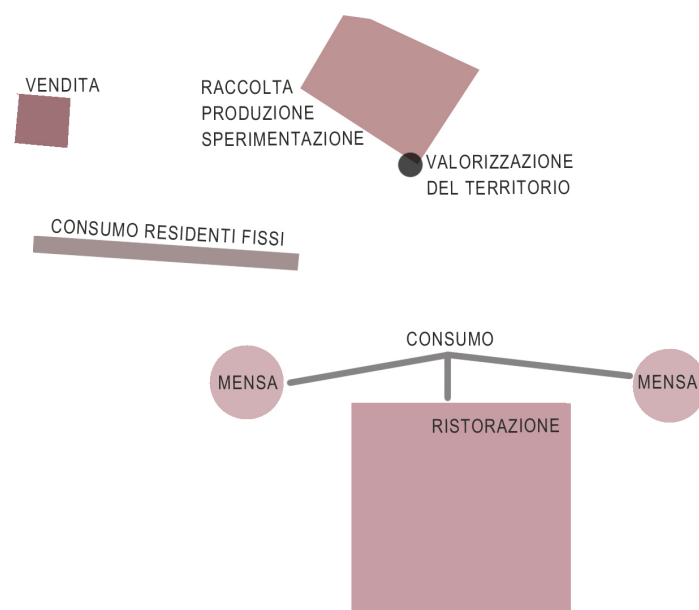 VENDITA
RACCOLTA
PRODUZIONE
SPERIMENTAZIONE
VALORIZZAZIONE
DEL TERRITORIO
CONSUMO RESIDENTI FISSI
CONSUMO
MENSA
MENSA
RISTORAZIONE